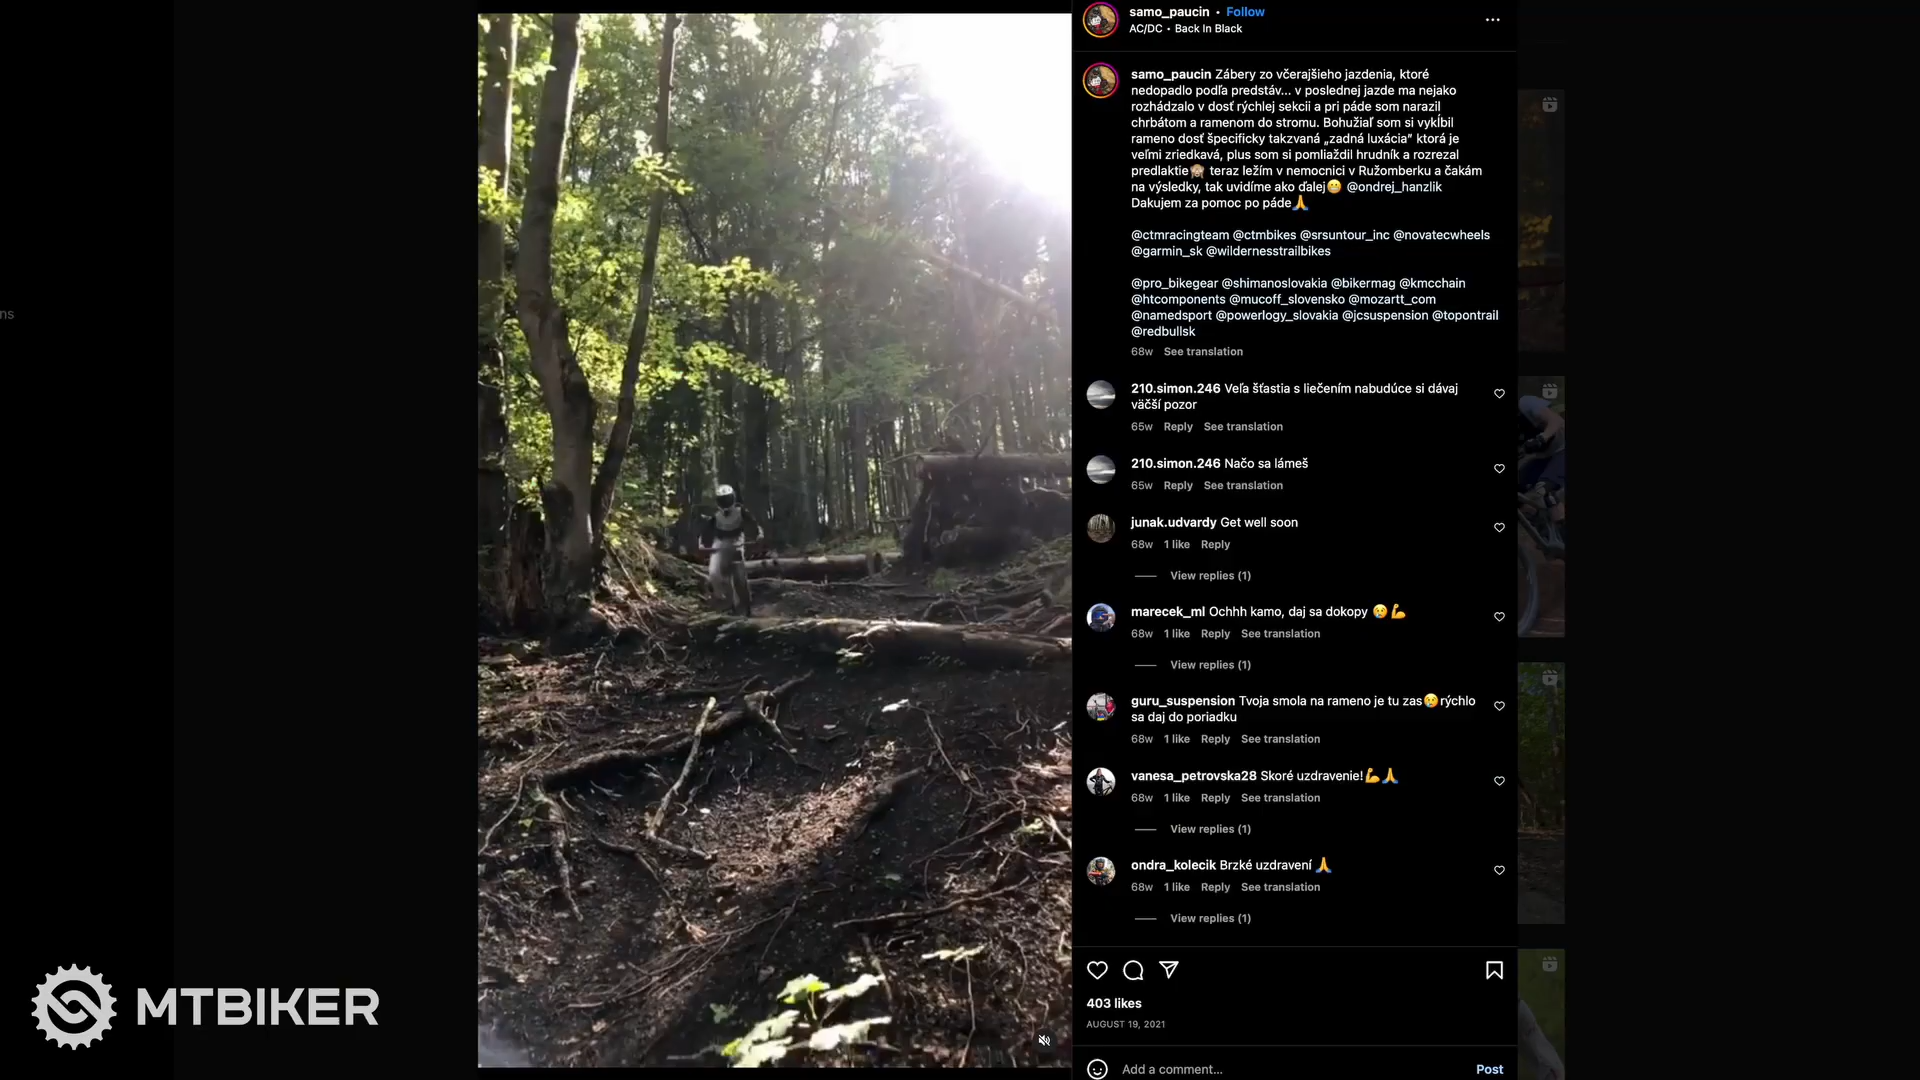 samo_paucin • Follow
AC/DC • Back In Black
samo_paucin Zábery zo včerajšieho jazdenia, ktoré
nedopadlo podľa predstáv... v poslednej jazde ma nejako
rozhádzalo v dosť rýchlej sekcii a pri páde som narazil
chrbátom a ramenom do stromu. Bohužiaľ som si vykĺbil
rameno dosť špecificky takzvaná „zadná luxácia" ktorá je
veľmi zriedkavá, plus som si pomliaždil hrudník a rozrezal
predlaktie🙈 teraz ležím v nemocnici v Ružomberku a čakám
na výsledky, tak uvidíme ako ďalej😬 @ondrej_hanzlik
Dakujem za pomoc po páde🙏
@ctmracingteam @ctmbikes @srsuntour_inc @novatecwheels
@garmin_sk @wildernesstrailbikes
@pro_bikegear @shimanoslovakia @bikermag @kmcchain
@htcomponents @mucoff_slovensko @mozartt_com
@namedsport @powerlogy_slovakia @jcsuspension @topontrail
@redbullsk
68w See translation
210.simon.246 Veľa šťastia s liečením nabudúce si dávaj
väčší pozor
65w Reply See translation
210.simon.246 Načo sa lámeš
65w Reply See translation
junak.udvardy Get well soon
68w 1 like Reply
View replies (1)
marecek_ml Ochhh kamo, daj sa dokopy 😢💪
68w 1 like Reply See translation
View replies (1)
guru_suspension Tvoja smola na rameno je tu zas😢rýchlo
sa daj do poriadku
68w 1 like Reply See translation
vanesa_petrovska28 Skoré uzdravenie!💪🙏
68w 1 like Reply See translation
View replies (1)
ondra_kolecik Brzké uzdravení 🙏
68w 1 like Reply See translation
View replies (1)
403 likes
AUGUST 19, 2021
Add a comment...
Post
ns
MTBIKER